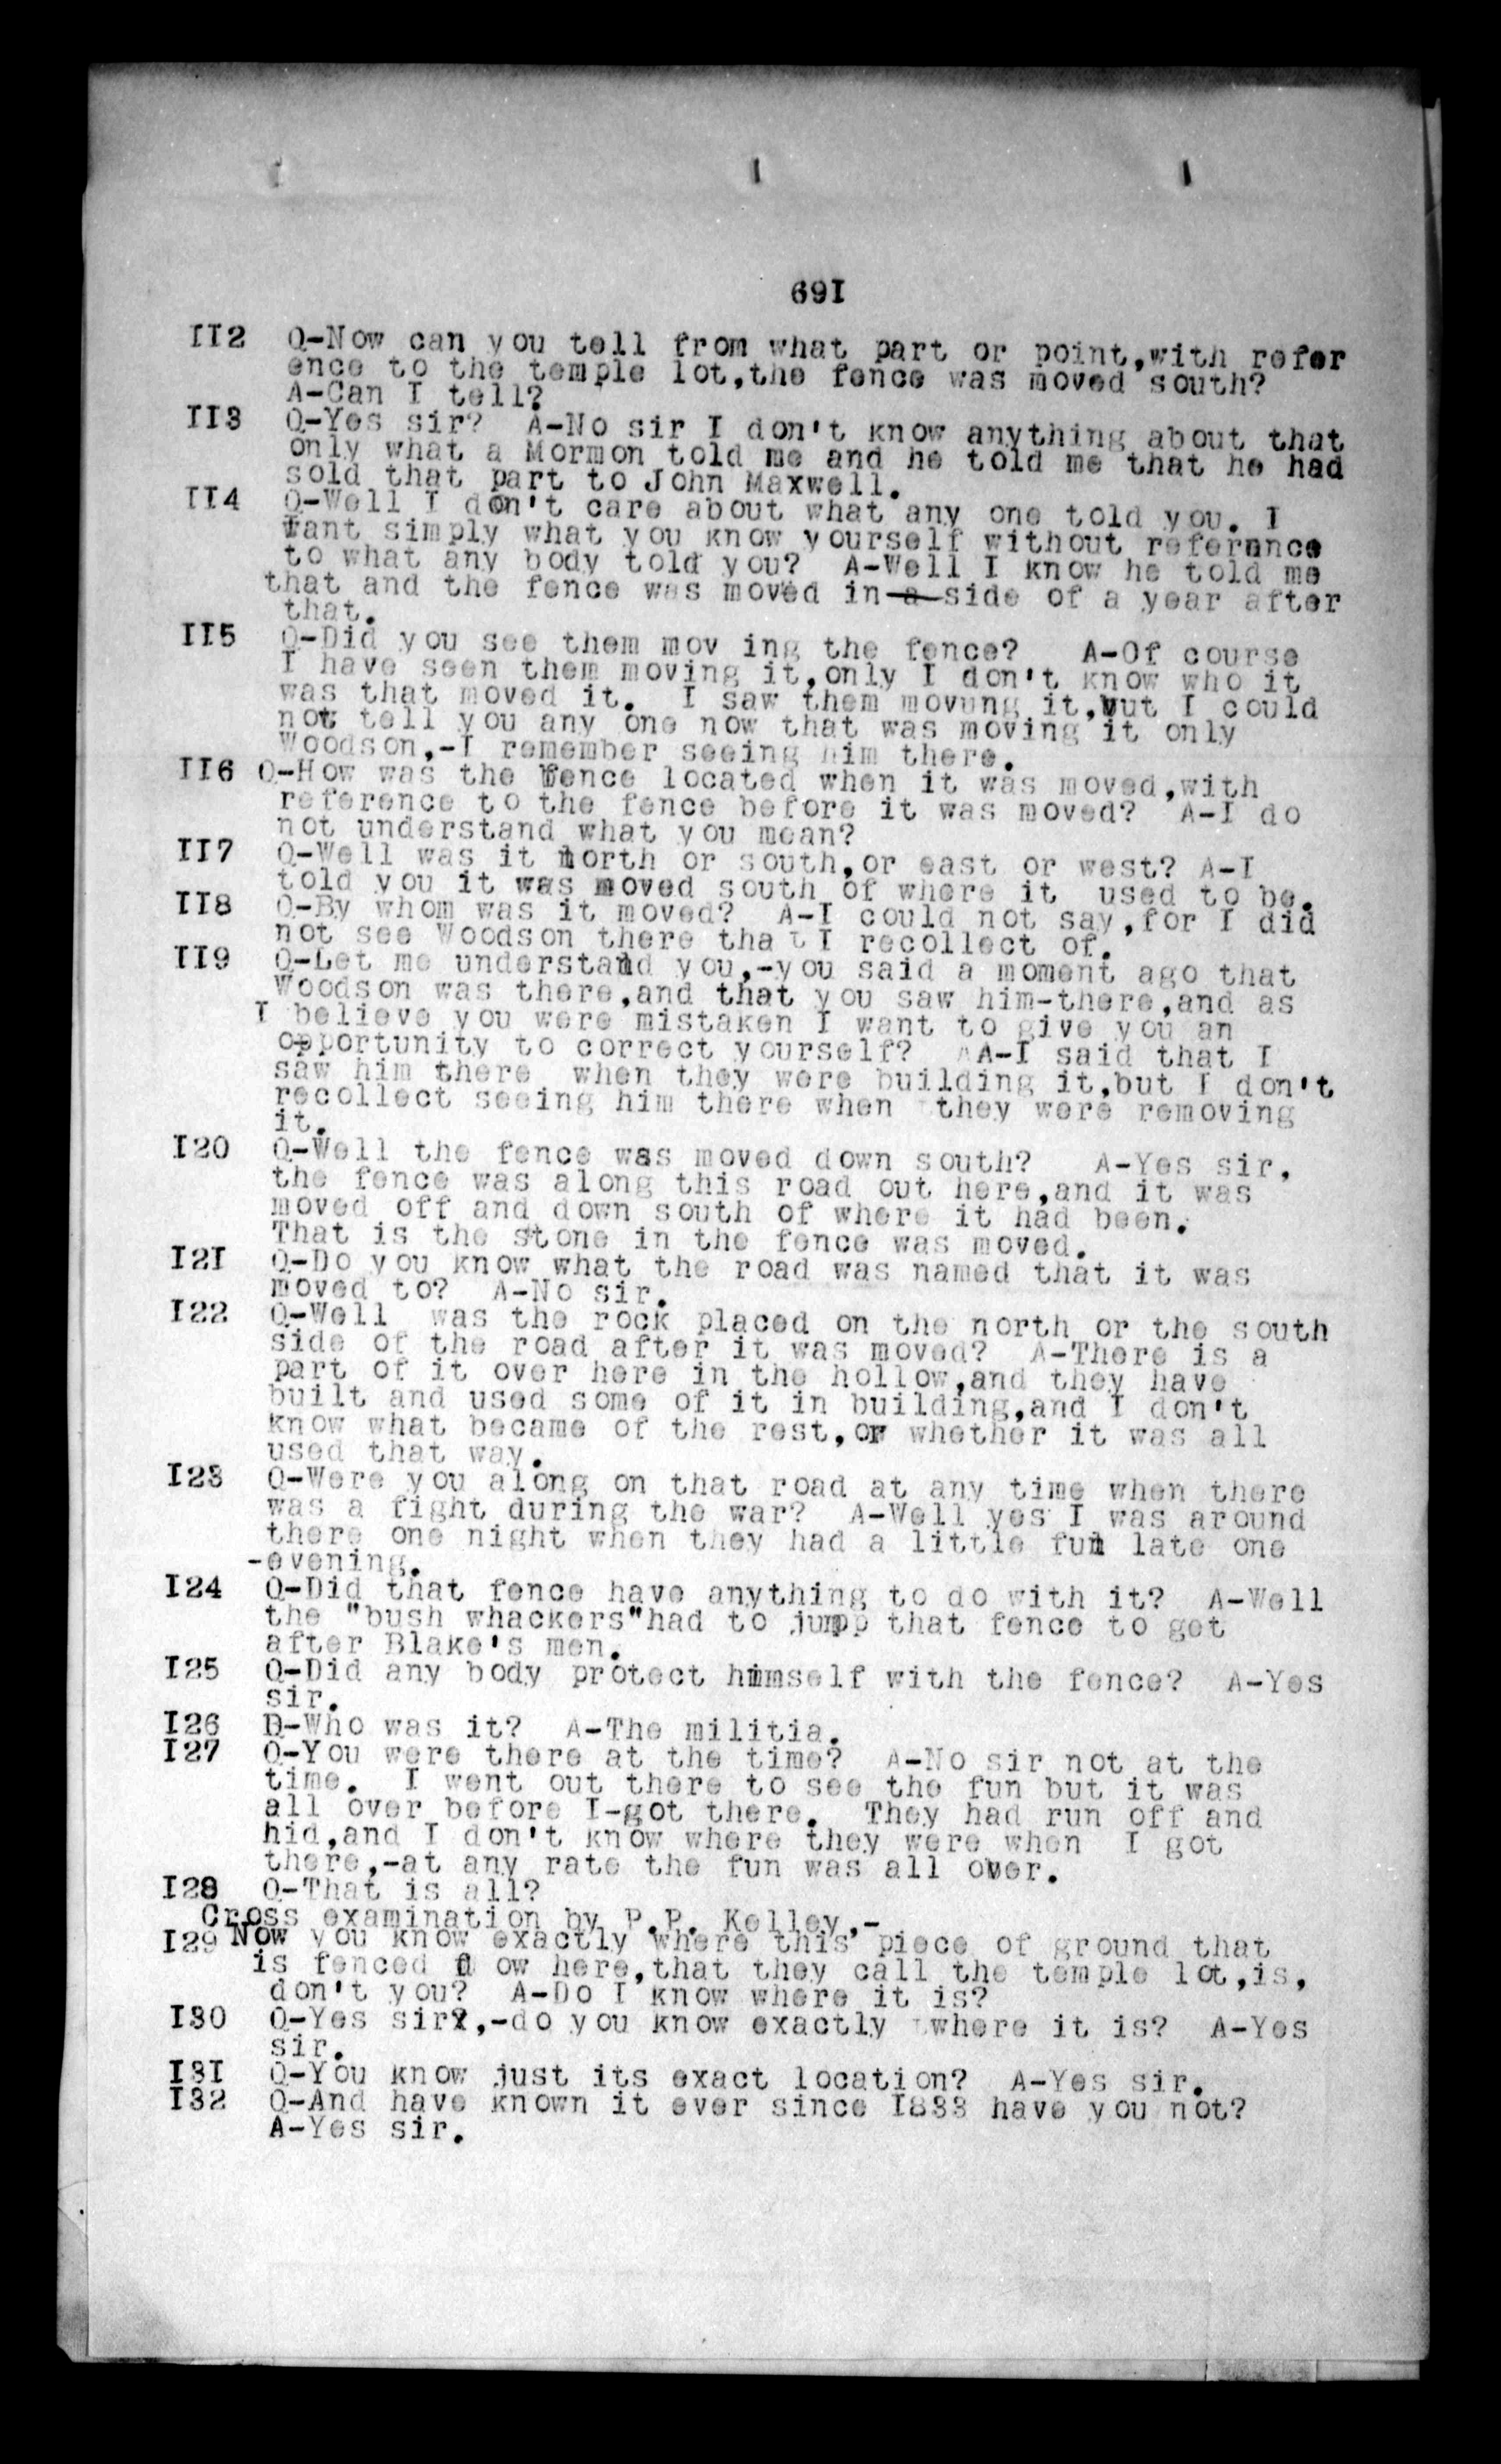 69I
II2 Q-Now can you tell from what part or point,with refer
ence to the temple lot,the fence was moved south?
A-Can I tell?
II3 Q-Yes sir? A-No sir I don't know anything about that
only what a Mormon told me and he told me that he had
sold that part to John Maxwell.
II4 Q-Well I don't care about what any one told you. I
want simply what you know yourself without refernnce
to what any body told you? A-Well I know he told me
that and the fence was moved in a side of a year after
that.
II5 Q-Did you see them mov ing the fence? A-Of course
I have seen them moving it,only I don't know who it
was that moved it. I saw them movung it,but I could
not tell you any one now that was moving it only
Woodson,-I remember seeing him there.
II6 Q-How was the fence located when it was moved,with
reference to the fence before it was moved? A-I do
not understand what you mean?
II7 Q-Well was it north or south,or east or west? A-I
told you it was moved south of where it used to be.
II8 Q-By whom was it moved? A-I could not say,for I did
not see Woodson there tha t I recollect of.
II9 Q-Let me understand you,-you said a moment ago that
Woodson was there,and that you saw him-there,and as
I believe you were mistaken I want to give you an
opportunity to correct yourself? AA-I said that I
saw him there when they were building it,but I don't
recollect seeing him there when they were removing
it.
I20 Q-Well the fence was moved down south? A-Yes sir,
the fence was along this road out here,and it was
moved off and down south of where it had been.
That is the stone in the fence was moved.
I2I Q-Do you know what the road was named that it was
moved to? A-No sir.
I22 Q-Well was the rock placed on the north or the south
side of the road after it was moved? A-There is a
part of it over here in the hollow,and they have
built and used some of it in building,and I don't
know what became of the rest,or whether it was all
used that way.
I23 Q-Were you along on that road at any time when there
was a fight during the war? A-Well yes I was around
there one night when they had a little fun late one
-evening.
I24 Q-Did that fence have anything to do with it? A-Well
the "bush whackers"had to jumpp that fence to get
after Blake's men.
I25 Q-Did any body protect himself with the fence? A-Yes
sir.
I26 Q-Who was it? A-The militia.
I27 Q-You were there at the time? A-No sir not at the
time. I went out there to see the fun but it was
all over before I-got there. They had run off and
hid,and I don't know where they were when I got
there,-at any rate the fun was all over.
I28 Q-That is all?
Cross examination by P.P. Kelley,-
I29 Now you know exactly where this piece of ground that
is fenced n ow here,that they call the temple lot,is,
don't you? A-Do I know where it is?
I30 Q-Yes sir?,-do you know exactly where it is? A-Yes
sir.
I3I Q-You know just its exact location? A-Yes sir.
I32 Q-And have known it ever since I833 have you not?
A-Yes sir.